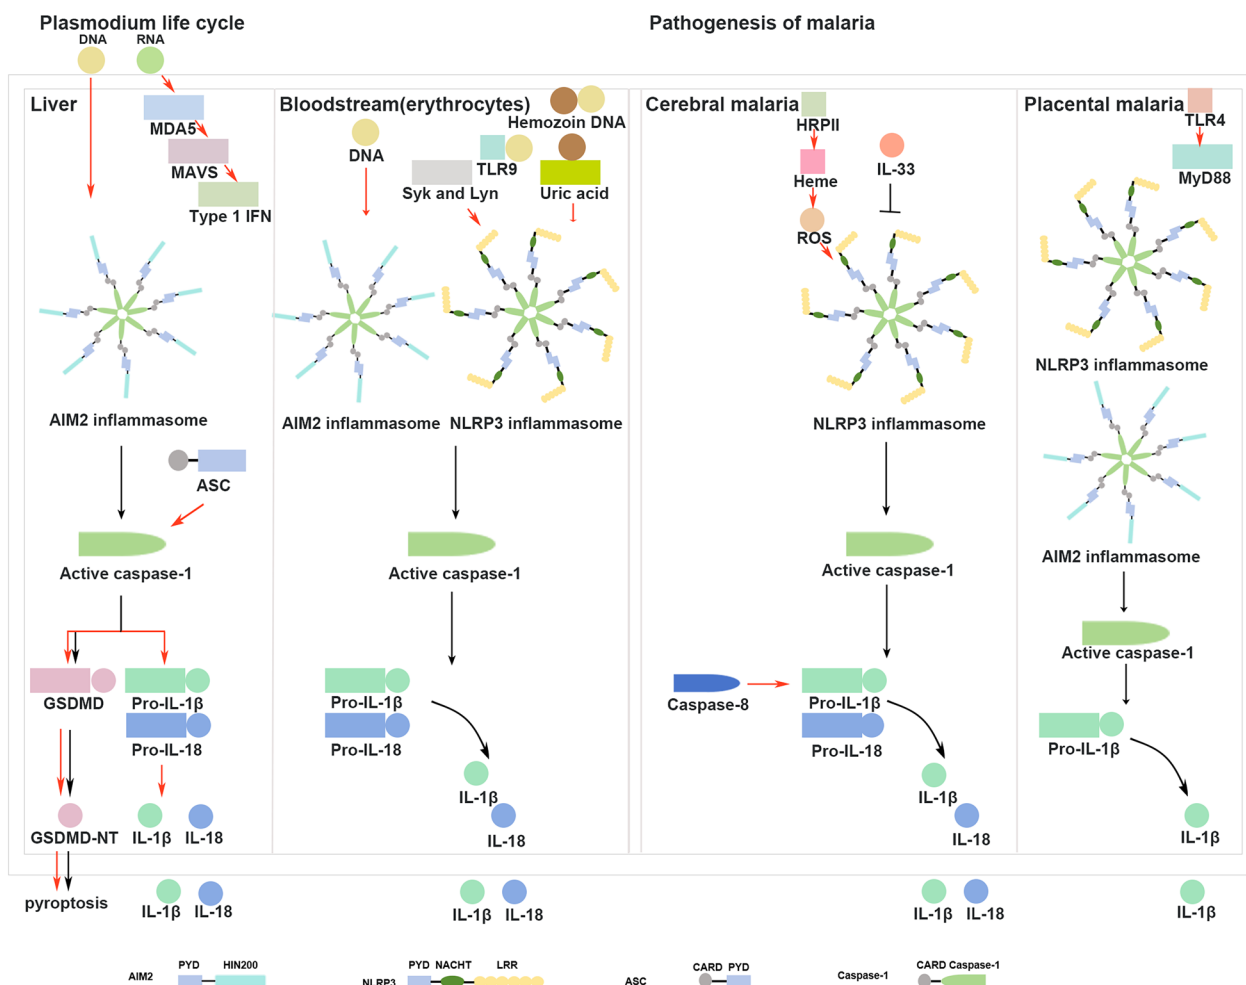 Plasmodium life cycle
Pathogenesis of malaria
DNA
RNA
Liver
MDA5
MAVS
Type 1 IFN
AIM2 inflammasome
ASC
Active caspase-1
GSDMD
Pro-IL-1β
Pro-IL-18
GSDMD-NT
IL-1β
IL-18
pyroptosis
IL-1β
IL-18
Bloodstream(erythrocytes)
Hemozoin DNA
DNA
TLR9
Syk and Lyn
Uric acid
AIM2 inflammasome
NLRP3 inflammasome
Active caspase-1
Pro-IL-1β
Pro-IL-18
IL-1β
IL-18
IL-1β
IL-18
Cerebral malaria
HRPII
Heme
IL-33
ROS
NLRP3 inflammasome
Active caspase-1
Caspase-8
Pro-IL-1β
Pro-IL-18
IL-1β
IL-18
IL-1β
IL-18
Placental malaria
TLR4
MyD88
NLRP3 inflammasome
AIM2 inflammasome
Active caspase-1
Pro-IL-1β
IL-1β
IL-1β
AIM2
PYD
HIN200
NLRP3
PYD
NACHT
LRR
ASC
CARD
PYD
Caspase-1
CARD
Caspase-1